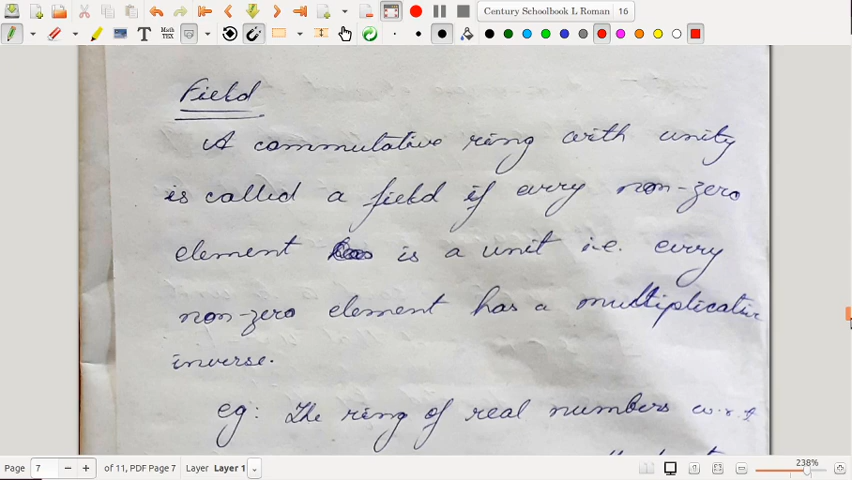 Century Schoolbook L Roman 16
T Math TEX
Field
A commutative ring with unity
is called a field if every non-zero
element is a unit i.e. every
non-zero element has a multiplicative
inverse.
eg: The ring of real numbers w.r.t
Page 7 of 11, PDF Page 7 Layer Layer 1 238%